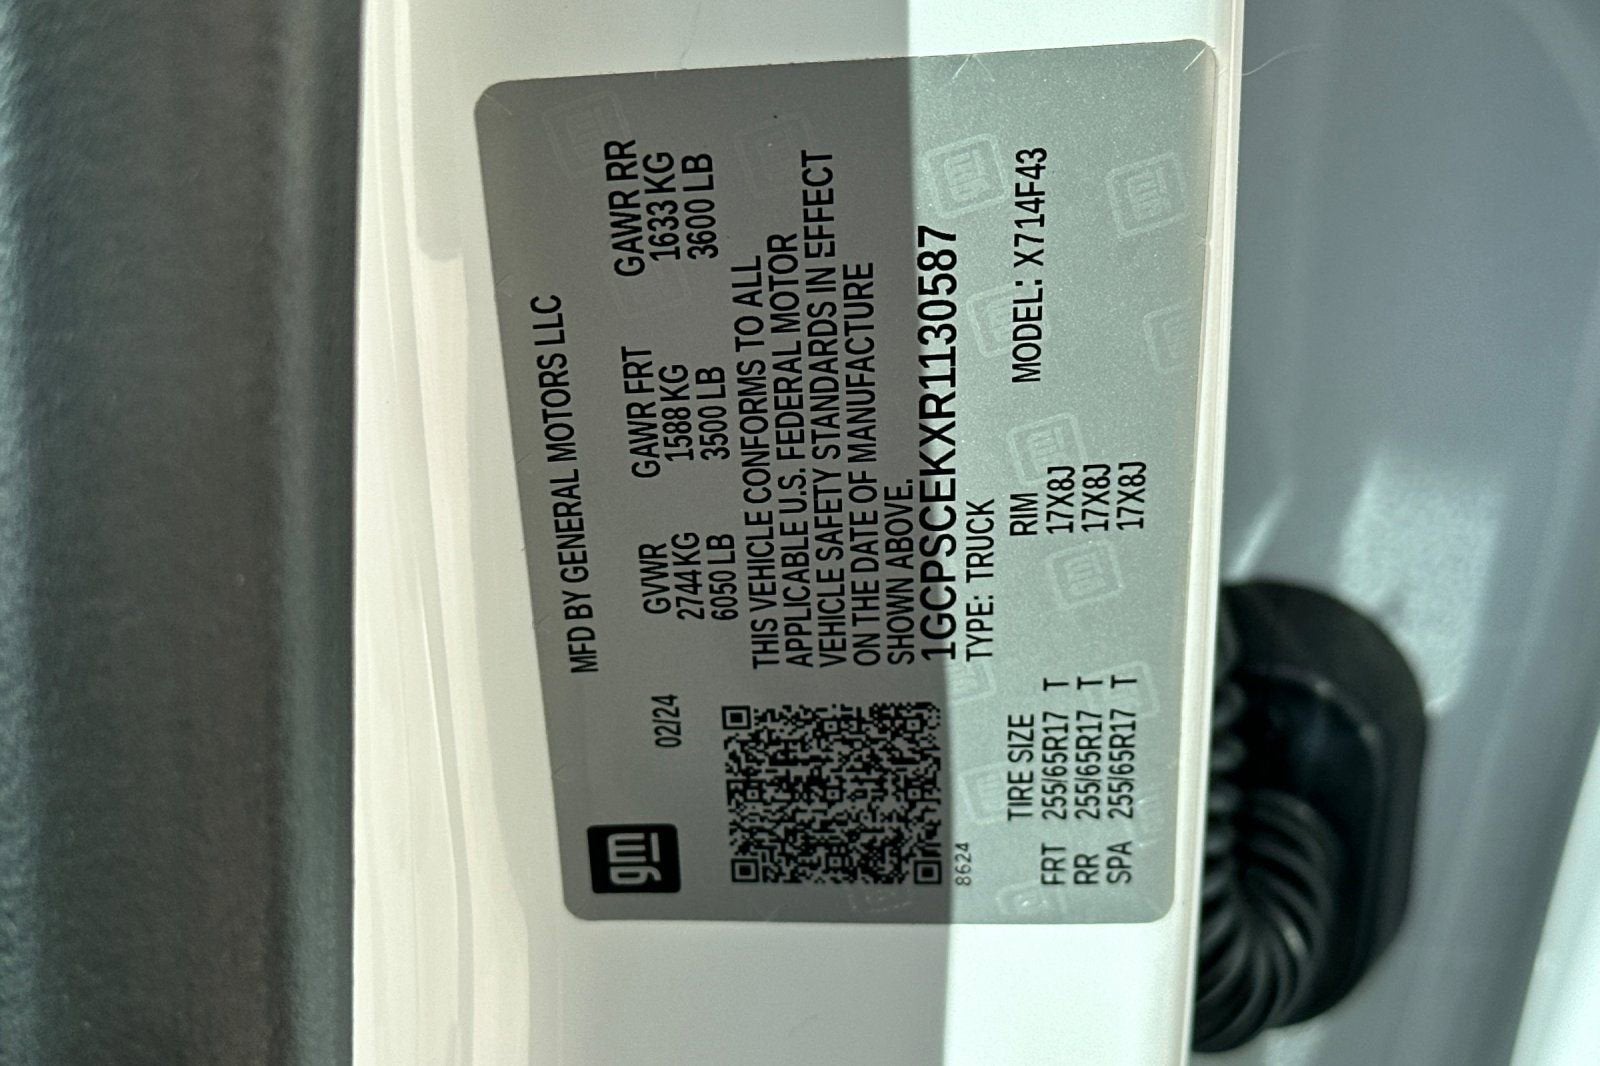 gm
MFD BY GENERAL MOTORS LLC
02/24
GVWR GAWR FRT GAWR RR
2744 KG 1588 KG 1633 KG
6050 LB 3500 LB 3600 LB
THIS VEHICLE CONFORMS TO ALL
APPLICABLE U.S. FEDERAL MOTOR
VEHICLE SAFETY STANDARDS IN EFFECT
ON THE DATE OF MANUFACTURE
SHOWN ABOVE.
1GCPSCEKXR1130587
8624
TYPE: TRUCK MODEL: X714F43
TIRE SIZE RIM
FRT 255/65R17 T 17X8J
RR 255/65R17 T 17X8J
SPA 255/65R17 T 17X8J